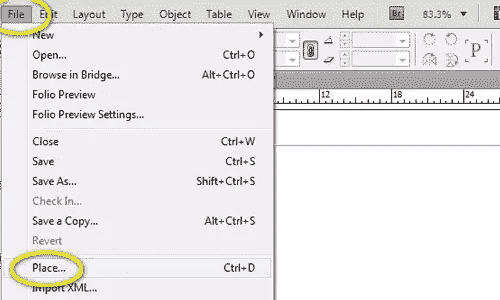 File Edit Layout Type Object Table View Window Help Br 83.3%
New
Open... Ctrl+O
Browse in Bridge... Alt+Ctrl+O
Folio Preview
Folio Preview Settings...
12 18 24
Close Ctrl+W
Save Ctrl+S
Save As... Shift+Ctrl+S
Check In...
Save a Copy... Alt+Ctrl+S
Revert
Place... Ctrl+D
Import XML...